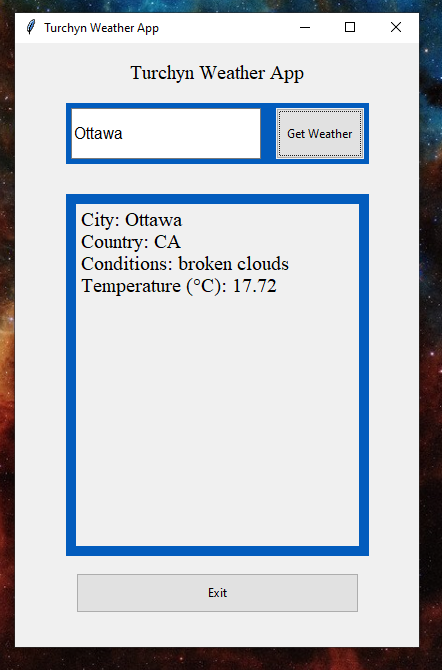 Turchyn Weather App
Turchyn Weather App
Ottawa
Get Weather
City: Ottawa
Country: CA
Conditions: broken clouds
Temperature (°C): 17.72
Exit